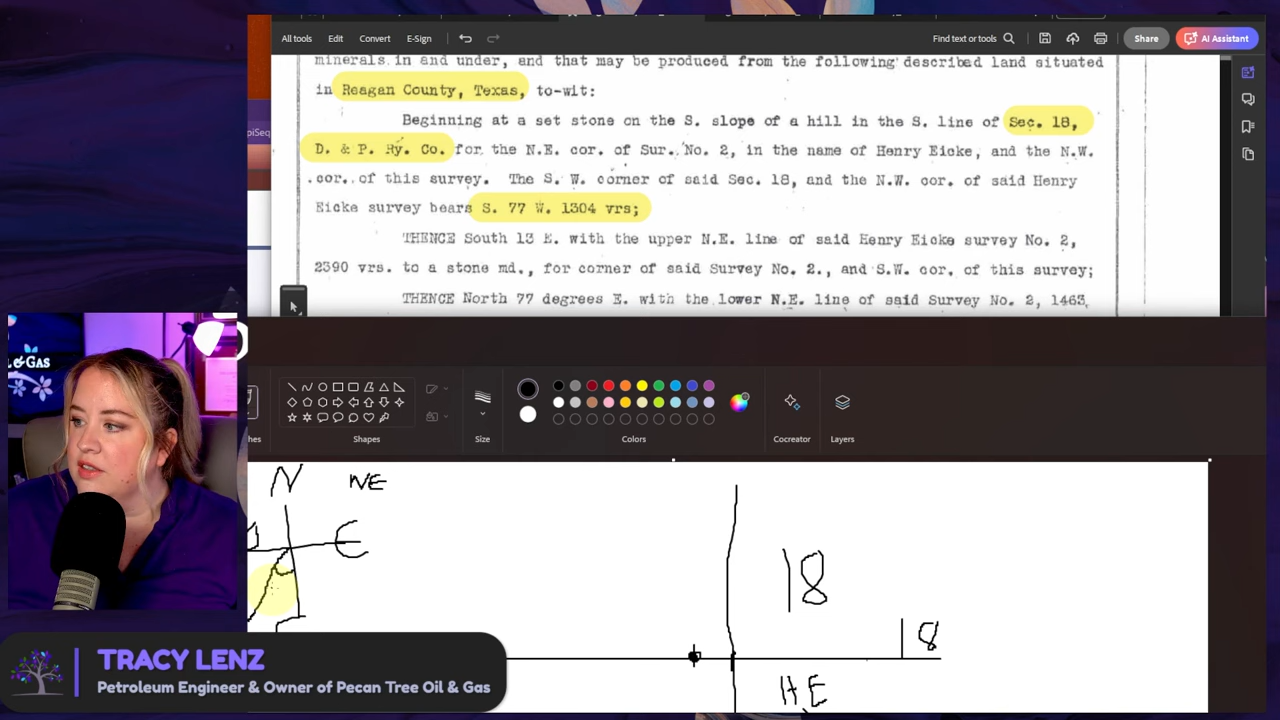 All tools Edit Convert E-Sign Find text or tools Share AI Assistant
minerals in and under, and that may be produced from the following described land situated
in Reagan County, Texas, to-wit:
Beginning at a set stone on the S. slope of a hill in the S. line of Sec. 18,
D. & P. Ry. Co. for the N.E. cor. of Sur. No. 2, in the name of Henry Eicke, and the N.W.
cor. of this survey. The S. W. corner of said Sec. 18, and the N.W. cor. of said Henry
Eicke survey bears S. 77 W. 1304 vrs;
THENCE South 13 E. with the upper N.E. line of said Henry Eicke survey No. 2,
2390 vrs. to a stone md., for corner of said Survey No. 2., and S.W. cor. of this survey;
THENCE North 77 degrees E. with the lower N.E. line of said Survey No. 2, 1463
Shapes Size Colors Cocreator Layers
N NE
E
18
18
H.E
& GAS
TRACY LENZ
Petroleum Engineer & Owner of Pecan Tree Oil & Gas